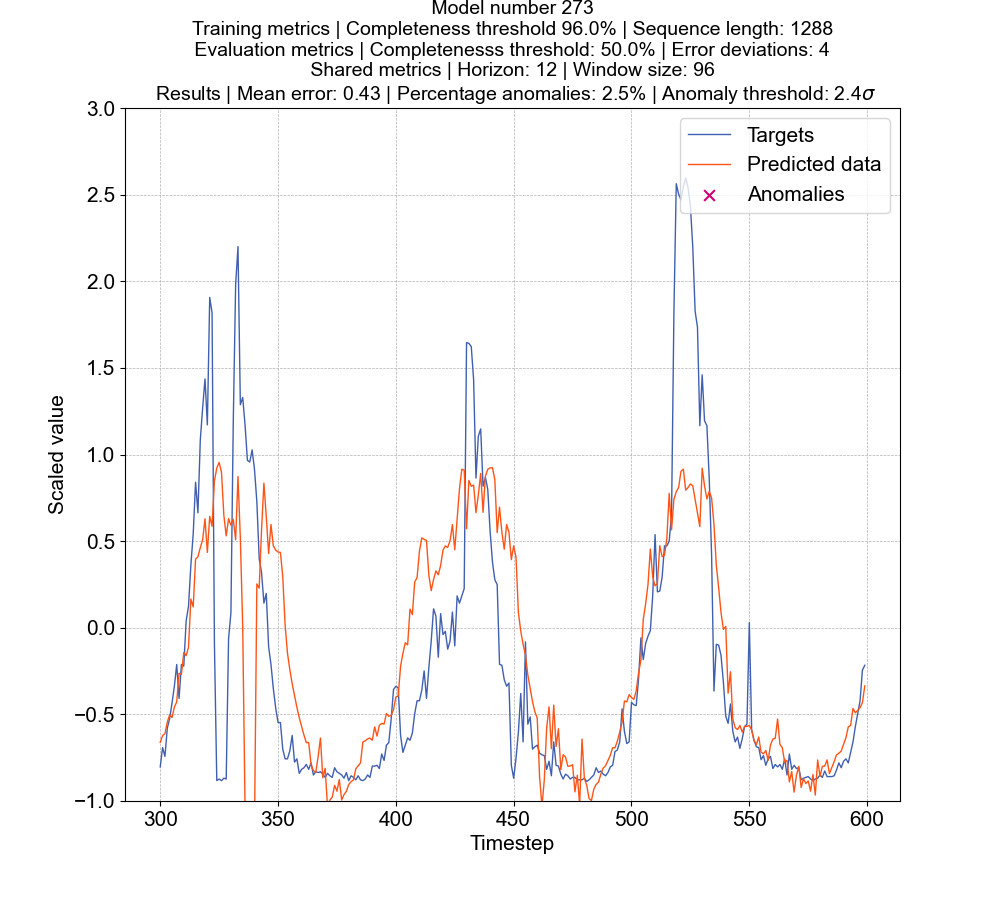 Model number 273
Training metrics | Completeness threshold 96.0% | Sequence length: 1288
Evaluation metrics | Completenesss threshold: 50.0% | Error deviations: 4
Shared metrics | Horizon: 12 | Window size: 96
Results | Mean error: 0.43 | Percentage anomalies: 2.5% | Anomaly threshold: 2.4σ
Targets
Predicted data
Anomalies
3.0
2.5
2.0
1.5
1.0
0.5
0.0
−0.5
−1.0
Scaled value
300 350 400 450 500 550 600
Timestep